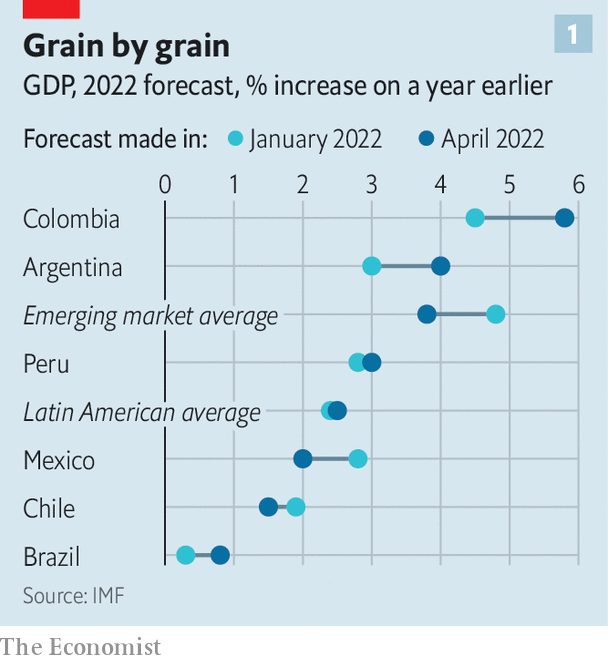 1
Grain by grain
GDP, 2022 forecast, % increase on a year earlier
Forecast made in: January 2022 April 2022
0 1 2 3 4 5 6
Colombia
Argentina
Emerging market average
Peru
Latin American average
Mexico
Chile
Brazil
Source: IMF
The Economist